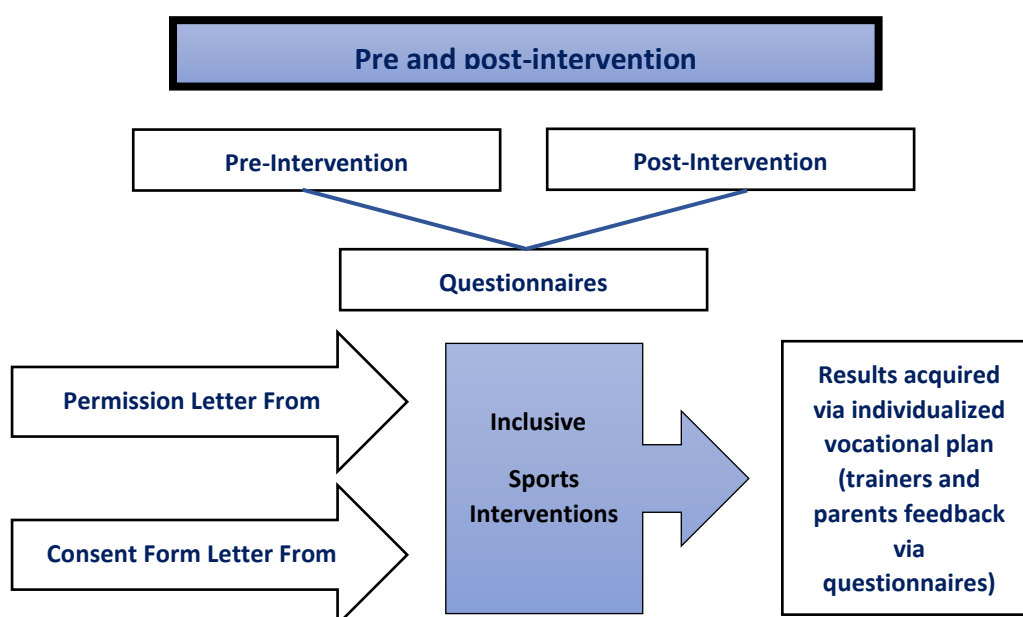 Pre and post-intervention
Pre-Intervention
Post-Intervention
Questionnaires
Permission Letter From
Consent Form Letter From
Inclusive
Sports
Interventions
Results acquired
via individualized
vocational plan
(trainers and
parents feedback
via
questionnaires)